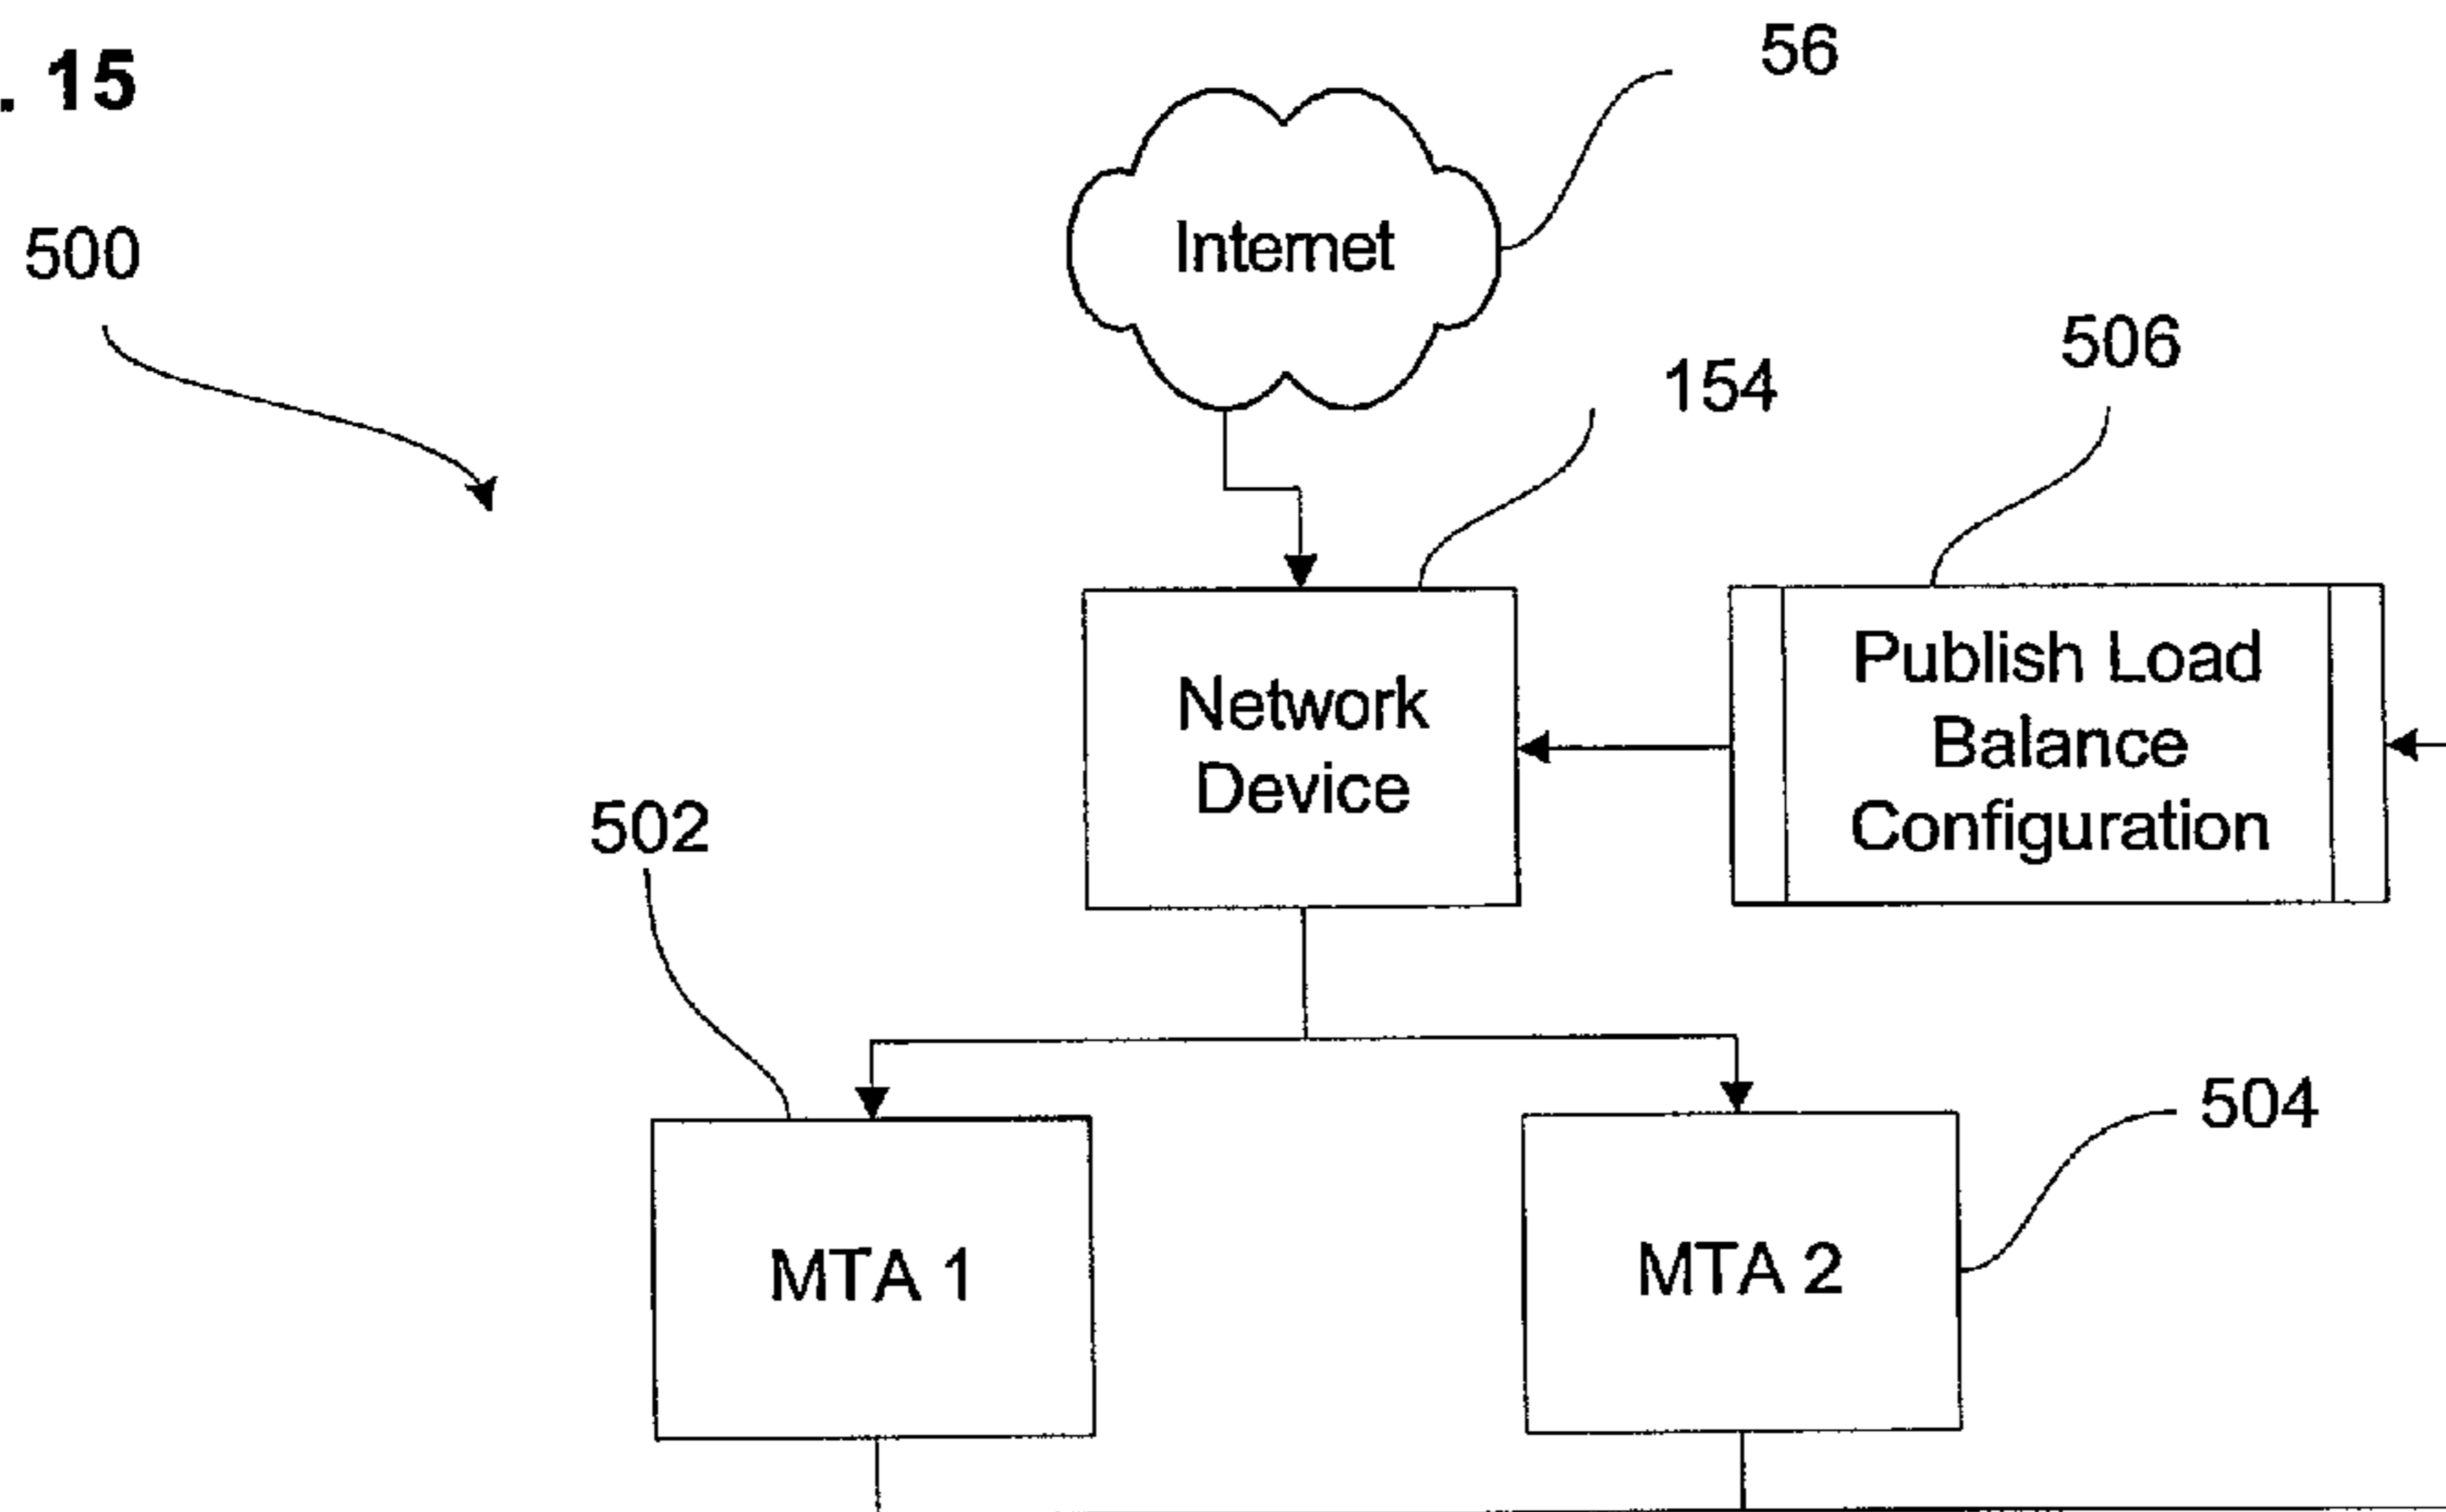 . 15
56
500
Internet
506
154
Publish Load
Balance
Configuration
Network
Device
502
504
MTA 1
MTA 2